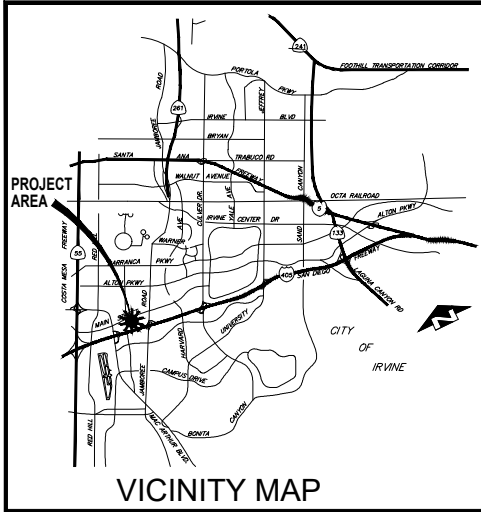 241
FOOTHILL TRANSPORTATION CORRIDOR
PORTOLA
PKWY
ROAD
JEFFREY
261
JAMBOREE
IRVINE BLVD
BRYAN
SANTA ANA TRABUCO RD
FREEWAY
CANYON
WALNUT AVENUE
PROJECT
AREA
CULVER DR.
YALE AVE
OCTA RAILROAD
5
ALTON PKWY
RED HILL
AVE
IRVINE CENTER DR
SAND
133
FREEWAY
55
FREEWAY
WARNER
BARRANCA PKWY
405
SAN DIEGO
LAGUNA CANYON RD
COSTA MESA
ALTON PKWY
ROAD
N
MAIN
UNIVERSITY
HARVARD
CITY
OF
IRVINE
JAMBOREE
CAMPUS DRIVE
CANYON
RED HILL
MAC ARTHUR BLVD.
BONITA
VICINITY MAP